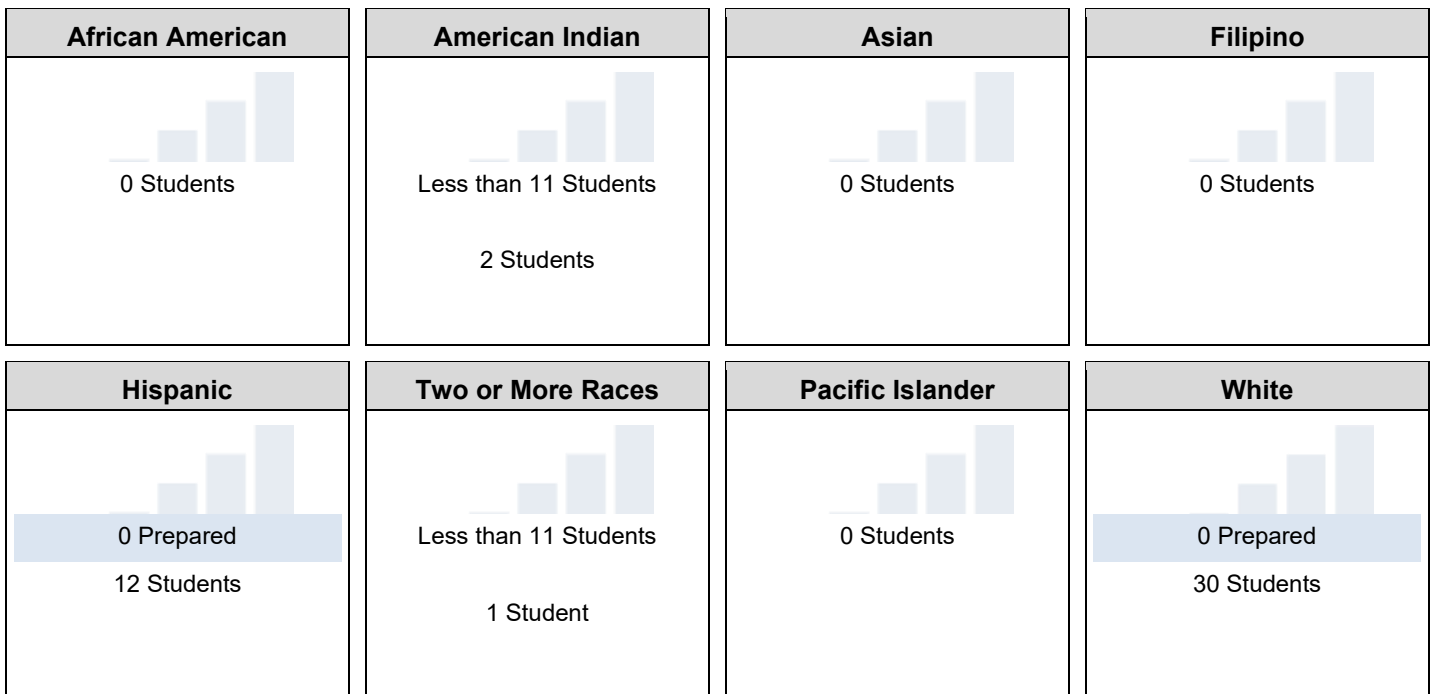 African American
American Indian
Asian
Filipino
0 Students
Less than 11 Students
0 Students
0 Students
2 Students
Hispanic
Two or More Races
Pacific Islander
White
0 Prepared
Less than 11 Students
0 Students
0 Prepared
12 Students
30 Students
1 Student